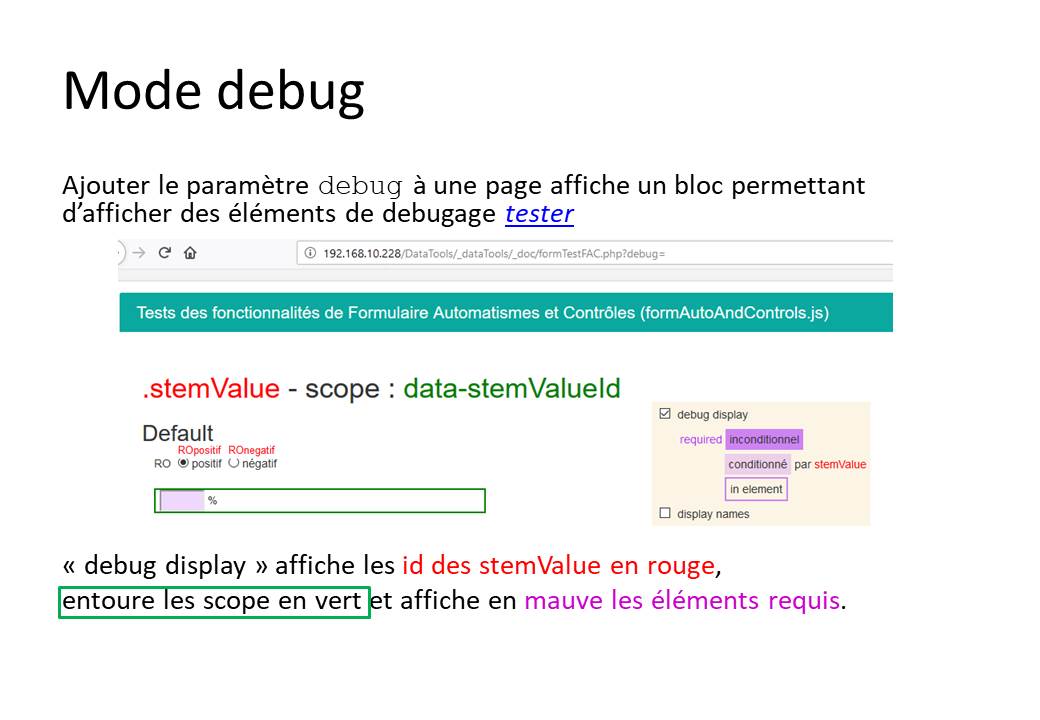 Mode debug
Ajouter le paramètre debug à une page affiche un bloc permettant
d’afficher des éléments de debugage tester
192.168.10.228/DataTools/_dataTools/_doc/formTestFAC.php?debug=
Tests des fonctionnalités de Formulaire Automatismes et Contrôles (formAutoAndControls.js)
.stemValue - scope : data-stemValueId
debug display
Default
required inconditionnel
ROpositif ROnegatif
RO positif négatif
conditionné par stemValue
in element
%
display names
« debug display » affiche les id des stemValue en rouge,
entoure les scope en vert et affiche en mauve les éléments requis.